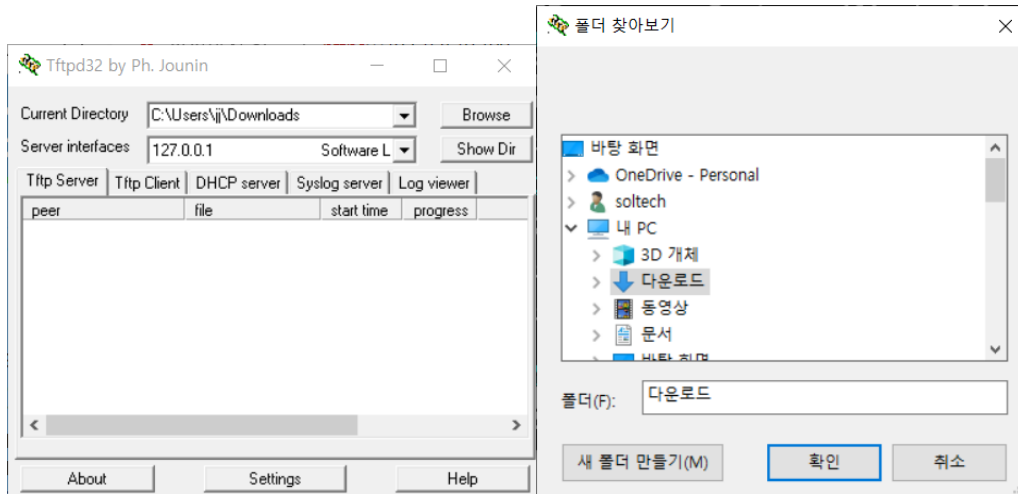 Tftpd32 by Ph. Jounin
Current Directory C:\Users\jj\Downloads Browse
Server interfaces 127.0.0.1 Software L Show Dir
Tftp Server Tftp Client DHCP server Syslog server Log viewer
peer file start time progress
About Settings Help
폴더 찾아보기
바탕 화면
OneDrive - Personal
soltech
내 PC
3D 개체
다운로드
동영상
문서
바탕 화면
폴더(F): 다운로드
새 폴더 만들기(M) 확인 취소